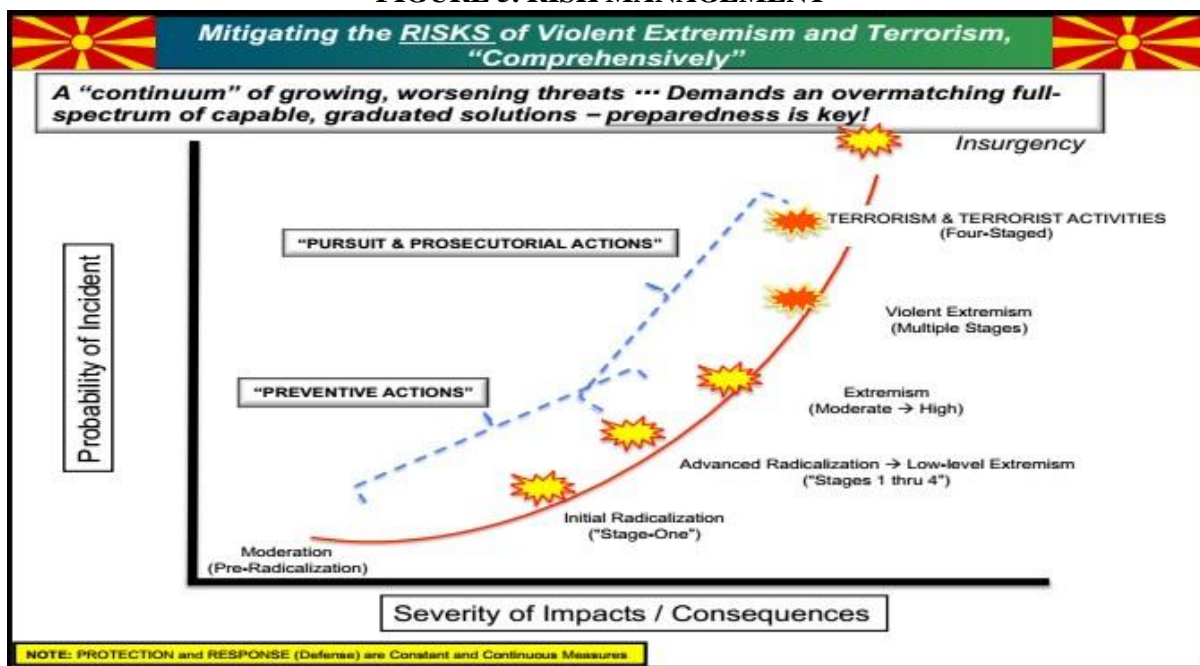 Mitigating the RISKS of Violent Extremism and Terrorism,
“Comprehensively”
A “continuum” of growing, worsening threats ··· Demands an overmatching full-
spectrum of capable, graduated solutions – preparedness is key!
Insurgency
TERRORISM & TERRORIST ACTIVITIES
(Four-Staged)
“PURSUIT & PROSECUTORIAL ACTIONS”
Violent Extremism
(Multiple Stages)
“PREVENTIVE ACTIONS”
Extremism
(Moderate → High)
Advanced Radicalization → Low-level Extremism
("Stages 1 thru 4")
Initial Radicalization
("Stage-One")
Moderation
(Pre-Radicalization)
Probability of Incident
Severity of Impacts / Consequences
NOTE: PROTECTION and RESPONSE (Defense) are Constant and Continuous Measures